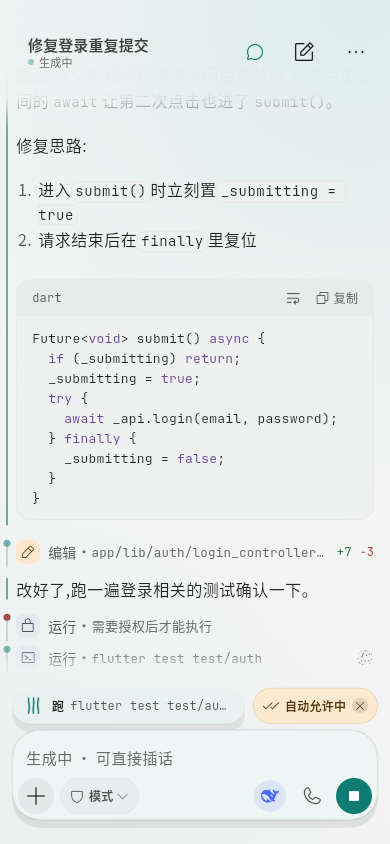 修复登录重复提交
生成中
间的 await 让第二次点击也进了 submit()。
修复思路:
1. 进入 submit() 时立刻置 _submitting =
true
2. 请求结束后在 finally 里复位
dart
复制
Future<void> submit() async {
if (_submitting) return;
_submitting = true;
try {
await _api.login(email, password);
} finally {
_submitting = false;
}
}
编辑 · app/lib/auth/login_controller… +7 -3
改好了,跑一遍登录相关的测试确认一下。
运行 · 需要授权后才能执行
运行 · flutter test test/auth
跑 flutter test test/au…
自动允许中
生成中 · 可直接插话
模式